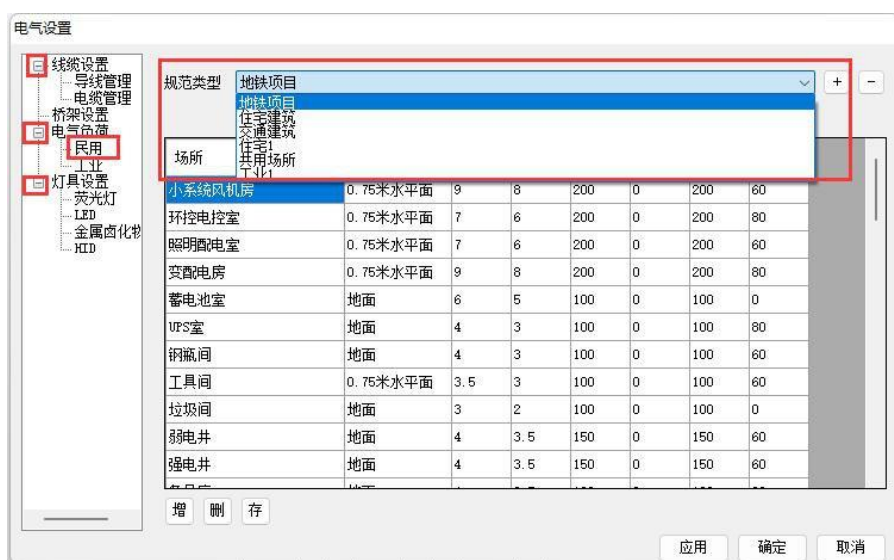 电气设置
线缆设置
导线管理
电缆管理
桥架设置
电气负荷
民用
工业
灯具设置
荧光灯
LED
金属卤化物
HID
规范类型 地铁项目 + -
地铁项目
住宅建筑
交通建筑
住宅1
共用场所
工业1
场所
小系统风机房 0.75米水平面 9 8 200 0 200 60
环控电控室 0.75米水平面 7 6 200 0 200 80
照明配电室 0.75米水平面 7 6 200 0 200 60
变配电房 0.75米水平面 9 8 200 0 200 80
蓄电池室 地面 6 5 100 0 100 0
UPS室 地面 4 3 100 0 100 80
钢瓶间 地面 4 3 100 0 100 60
工具间 0.75米水平面 3.5 3 100 0 100 60
垃圾间 地面 3 2 100 0 100 0
弱电井 地面 4 3.5 150 0 150 60
强电井 地面 4 3.5 150 0 150 60
增 删 存
应用 确定 取消